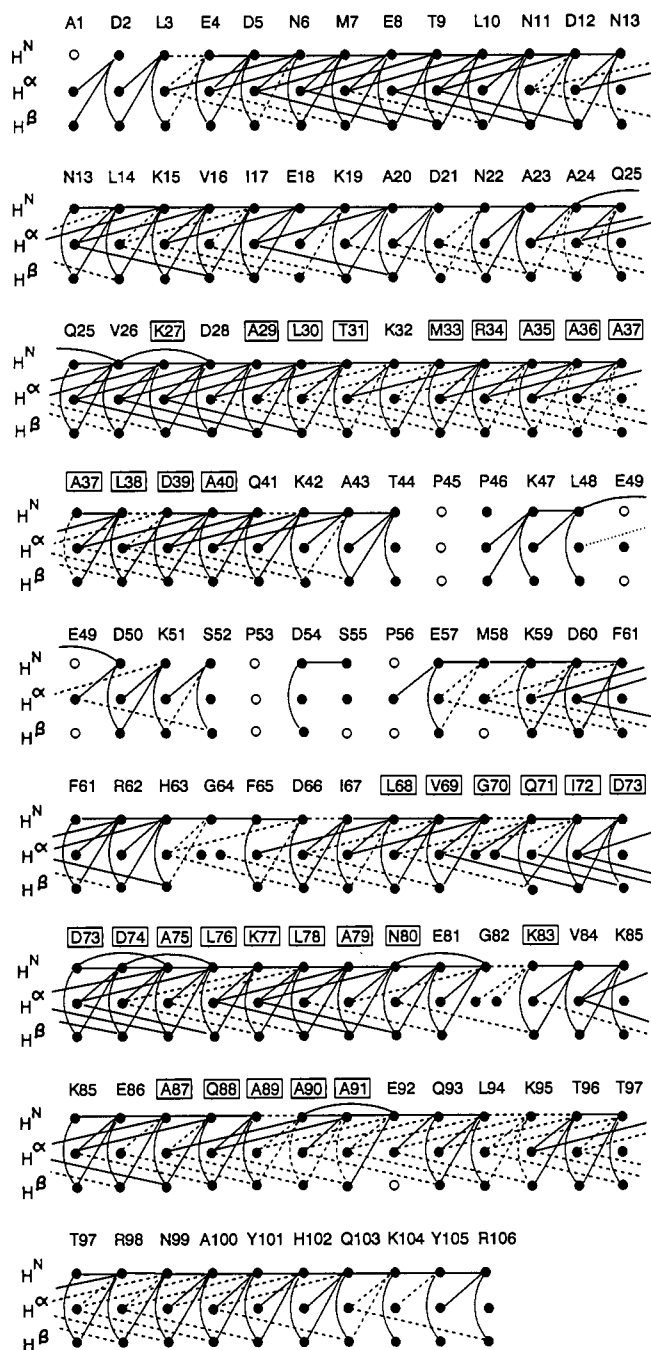 A1 D2 L3 E4 D5 N6 M7 E8 T9 L10 N11 D12 N13
H^N
H^α
H^β
N13 L14 K15 V16 I17 E18 K19 A20 D21 N22 A23 A24 Q25
H^N
H^α
H^β
Q25 V26 K27 D28 A29 L30 T31 K32 M33 R34 A35 A36 A37
H^N
H^α
H^β
A37 L38 D39 A40 Q41 K42 A43 T44 P45 P46 K47 L48 E49
H^N
H^α
H^β
E49 D50 K51 S52 P53 D54 S55 P56 E57 M58 K59 D60 F61
H^N
H^α
H^β
F61 R62 H63 G64 F65 D66 I67 L68 V69 G70 Q71 I72 D73
H^N
H^α
H^β
D73 D74 A75 L76 K77 L78 A79 N80 E81 G82 K83 V84 K85
H^N
H^α
H^β
K85 E86 A87 Q88 A89 A90 A91 E92 Q93 L94 K95 T96 T97
H^N
H^α
H^β
T97 R98 N99 A100 Y101 H102 Q103 K104 Y105 R106
H^N
H^α
H^β